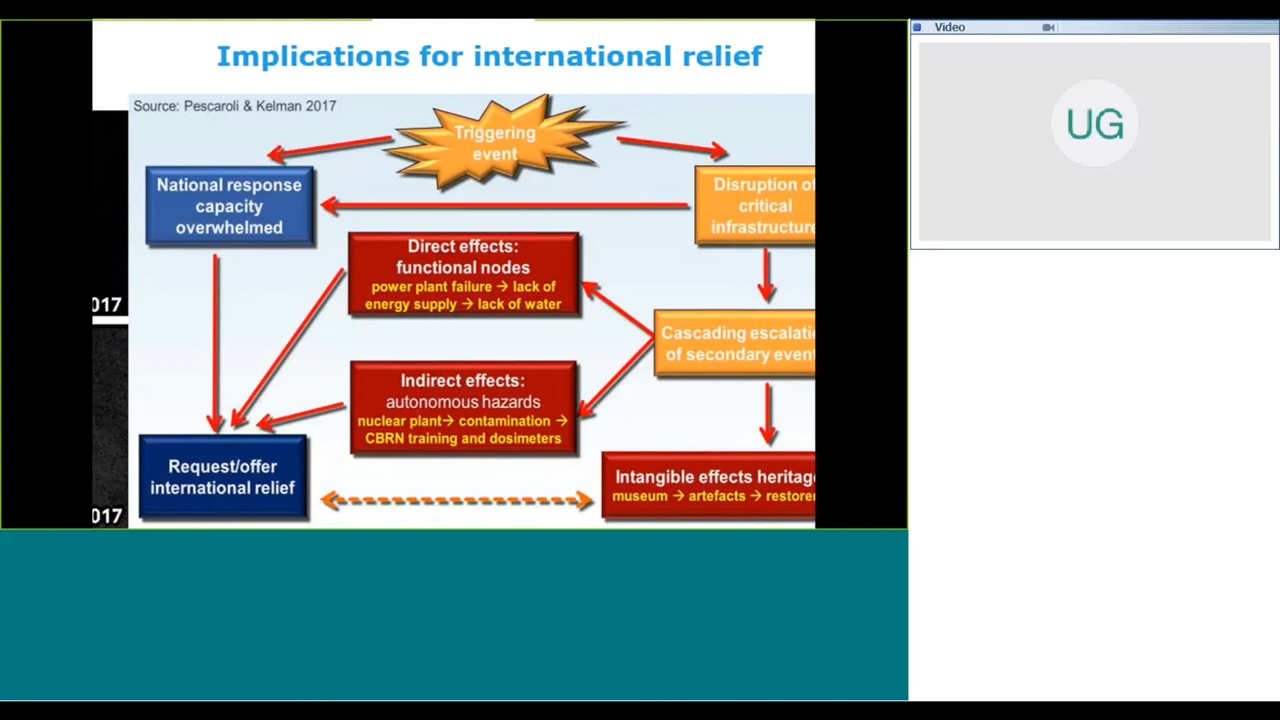 Implications for international relief
Source: Pescaroli & Kelman 2017
Triggering
event
National response
capacity
overwhelmed
Disruption of
critical
infrastructure
Direct effects:
functional nodes
power plant failure → lack of
energy supply → lack of water
Cascading escalati
of secondary event
Indirect effects:
autonomous hazards
nuclear plant→ contamination →
CBRN training and dosimeters
Request/offer
international relief
Intangible effects heritage
museum → artefacts → restorer
017
017
Video
UG